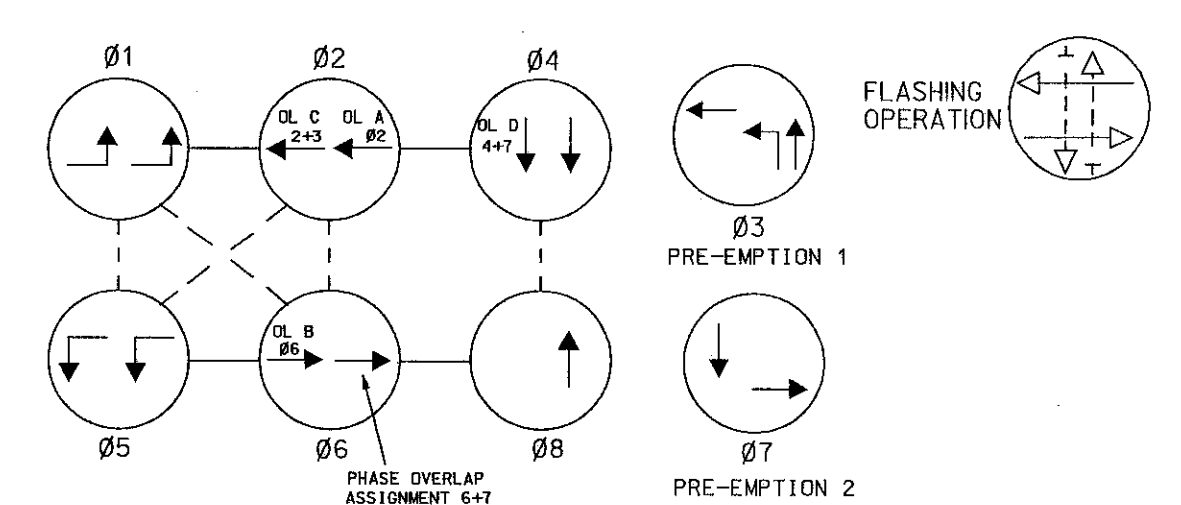 Ø1
Ø2
Ø4
OL C
2+3
OL A
Ø2
OL D
4+7
Ø3
PRE-EMPTION 1
FLASHING
OPERATION
OL B
Ø6
Ø5
Ø6
Ø8
PHASE OVERLAP
ASSIGNMENT 6+7
Ø7
PRE-EMPTION 2